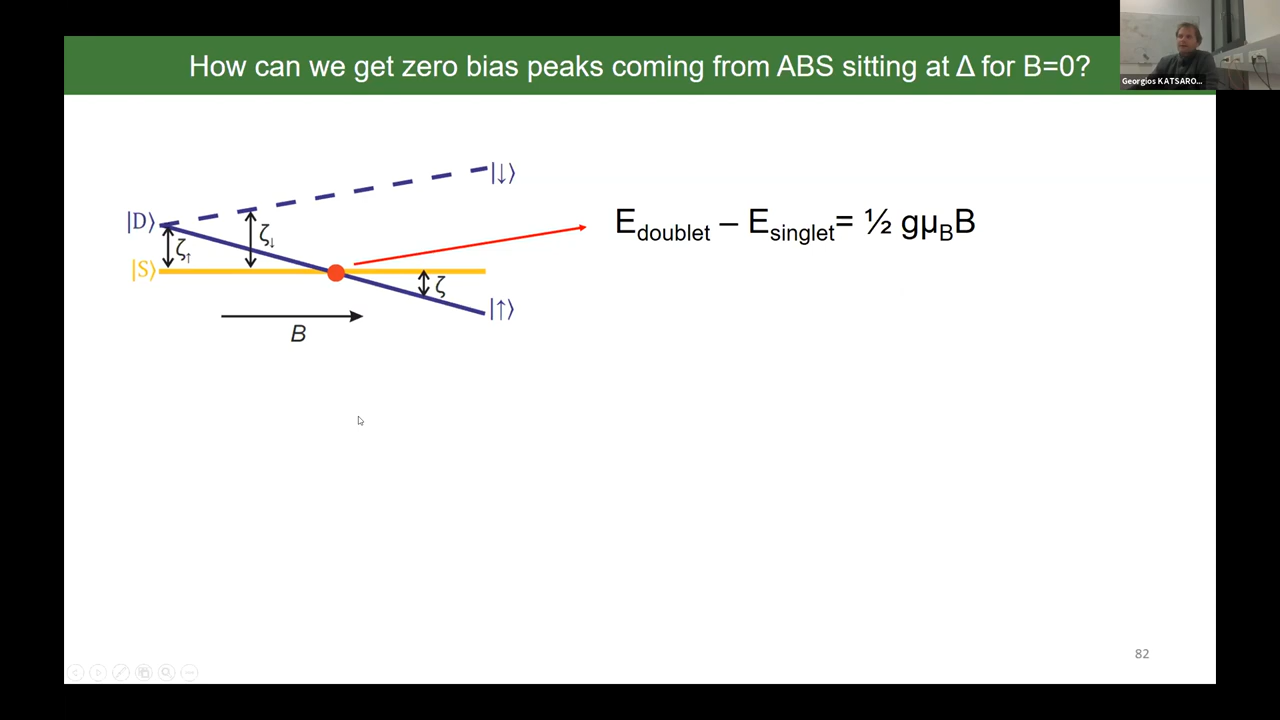 How can we get zero bias peaks coming from ABS sitting at Δ for B=0?
Georgios KATSARO...
|↓⟩
|D⟩
ζ↓
ζ↑
E_doublet – E_singlet= ½ gμ_BB
|S⟩
ζ
|↑⟩
B
82